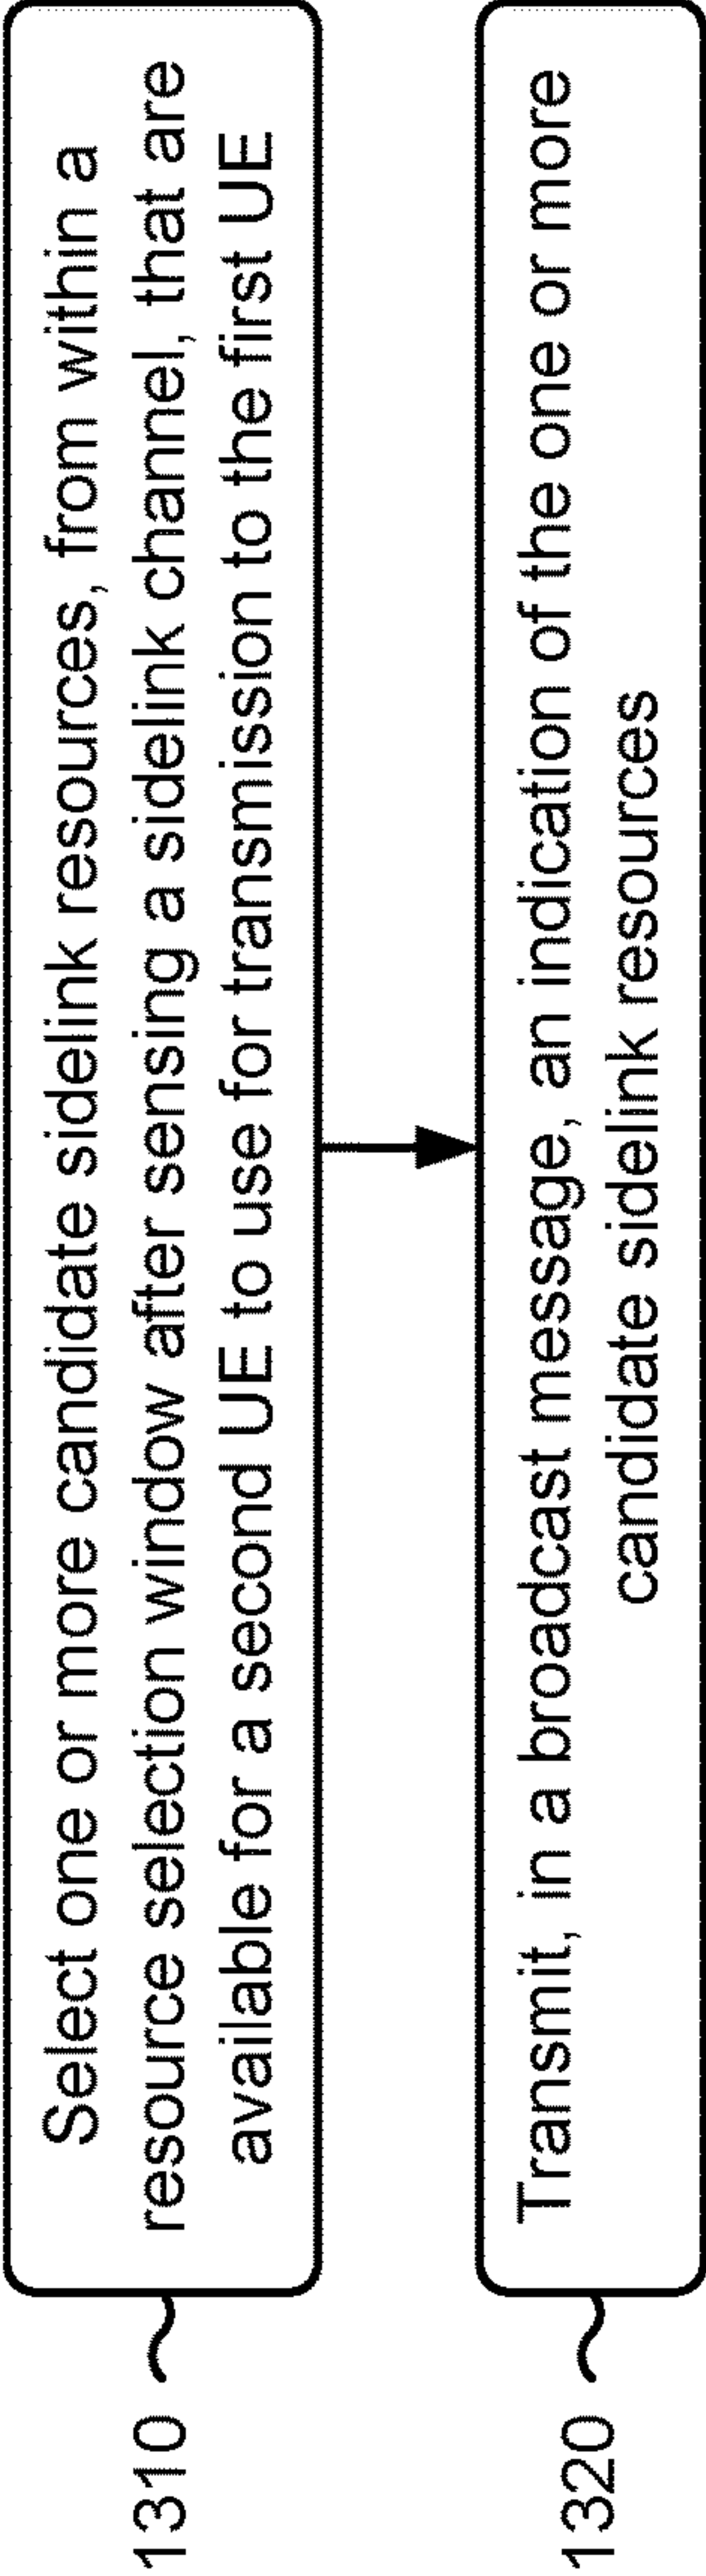 1310
Select one or more candidate sidelink resources, from within a
resource selection window after sensing a sidelink channel, that are
available for a second UE to use for transmission to the first UE
1320
Transmit, in a broadcast message, an indication of the one or more
candidate sidelink resources